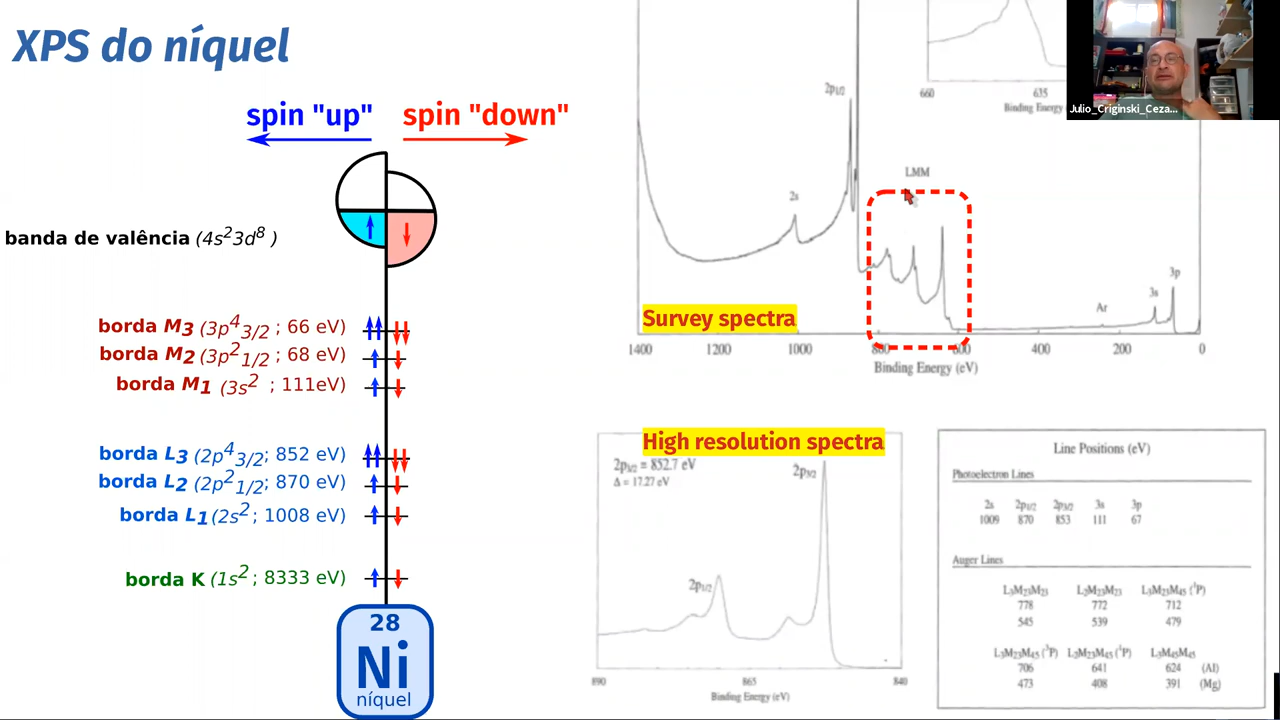 XPS do níquel
spin "up"
spin "down"
banda de valência (4s²3d⁸ )
borda M₃ (3p⁴₃/₂ ; 66 eV)
borda M₂ (3p²₁/₂ ; 68 eV)
borda M₁ (3s² ; 111eV)
borda L₃ (2p⁴₃/₂; 852 eV)
borda L₂ (2p²₁/₂; 870 eV)
borda L₁ (2s² ; 1008 eV)
borda K (1s² ; 8333 eV)
28
Ni
níquel
660
635
Binding Energy
Julio_Criginski_Ceza...
2p₁/₂
LMM
2s
3p
3s
Ar
Survey spectra
1400 1200 1000 800 600 400 200 0
Binding Energy (eV)
High resolution spectra
2p₃/₂ = 852.7 eV
Δ = 17.27 eV
2p₃/₂
2p₁/₂
890 865 840
Binding Energy (eV)
Line Positions (eV)
Photoelectron Lines
2s 2p₁/₂ 2p₃/₂ 3s 3p
1009 870 853 111 67
Auger Lines
L₃M₂₃M₂₃ L₂M₂₃M₂₃ L₃M₂₃M₄₅ (¹P)
778 772 712
545 539 479
L₃M₂₃M₄₅ (³P) L₂M₂₃M₄₅ (¹P) L₃M₄₅M₄₅
706 641 624 (Al)
473 408 391 (Mg)